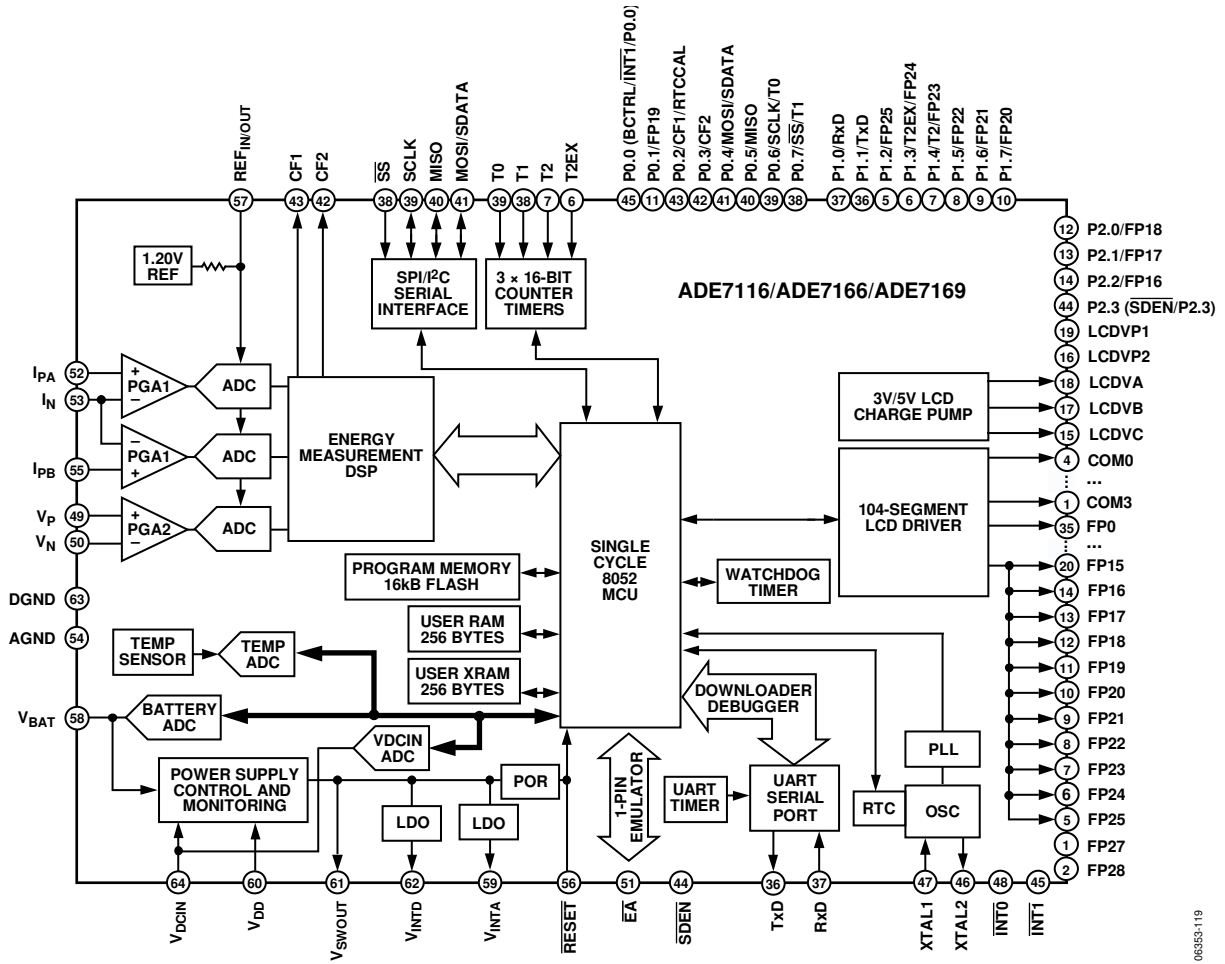 REFIN/OUT
CF1
CF2
SS
SCLK
MISO
MOSI/SDATA
T0
T1
T2
T2EX
P0.0 (BCTRL/INT1/P0.0)
P0.1/FP19
P0.2/CF1/RTCCAL
P0.3/CF2
P0.4/MOSI/SDATA
P0.5/MISO
P0.6/SCLK/T0
P0.7/SS/T1
P1.0/RxD
P1.1/TxD
P1.2/FP25
P1.3/T2EX/FP24
P1.4/T2/FP23
P1.5/FP22
P1.6/FP21
P1.7/FP20
57
43
42
38
39
40
41
39
38
7
6
45
11
43
42
41
40
39
38
37
36
5
6
7
8
9
10
12 P2.0/FP18
13 P2.1/FP17
14 P2.2/FP16
44 P2.3 (SDEN/P2.3)
19 LCDVP1
16 LCDVP2
18 LCDVA
17 LCDVB
15 LCDVC
4 COM0
...
1 COM3
35 FP0
...
20 FP15
14 FP16
13 FP17
12 FP18
11 FP19
10 FP20
9 FP21
8 FP22
7 FP23
6 FP24
5 FP25
1 FP27
2 FP28
1.20V
REF
SPI/I2C
SERIAL
INTERFACE
3 × 16-BIT
COUNTER
TIMERS
ADE7116/ADE7166/ADE7169
IPA 52
IN 53
IPB 55
VP 49
VN 50
DGND 63
AGND 54
VBAT 58
+
PGA1
−
ADC
−
PGA1
+
ADC
+
PGA2
−
ADC
ENERGY
MEASUREMENT
DSP
3V/5V LCD
CHARGE PUMP
104-SEGMENT
LCD DRIVER
SINGLE
CYCLE
8052
MCU
PROGRAM MEMORY
16kB FLASH
USER RAM
256 BYTES
USER XRAM
256 BYTES
WATCHDOG
TIMER
TEMP
SENSOR
TEMP
ADC
BATTERY
ADC
VDCIN
ADC
POWER SUPPLY
CONTROL AND
MONITORING
LDO
LDO
POR
1-PIN
EMULATOR
DOWNLOADER
DEBUGGER
UART
TIMER
UART
SERIAL
PORT
PLL
RTC
OSC
64
60
61
62
59
56
51
44
36
37
47
46
48
45
VDCIN
VDD
VSWOUT
VINTD
VINTA
RESET
EA
SDEN
TxD
RxD
XTAL1
XTAL2
INT0
INT1
06353-119